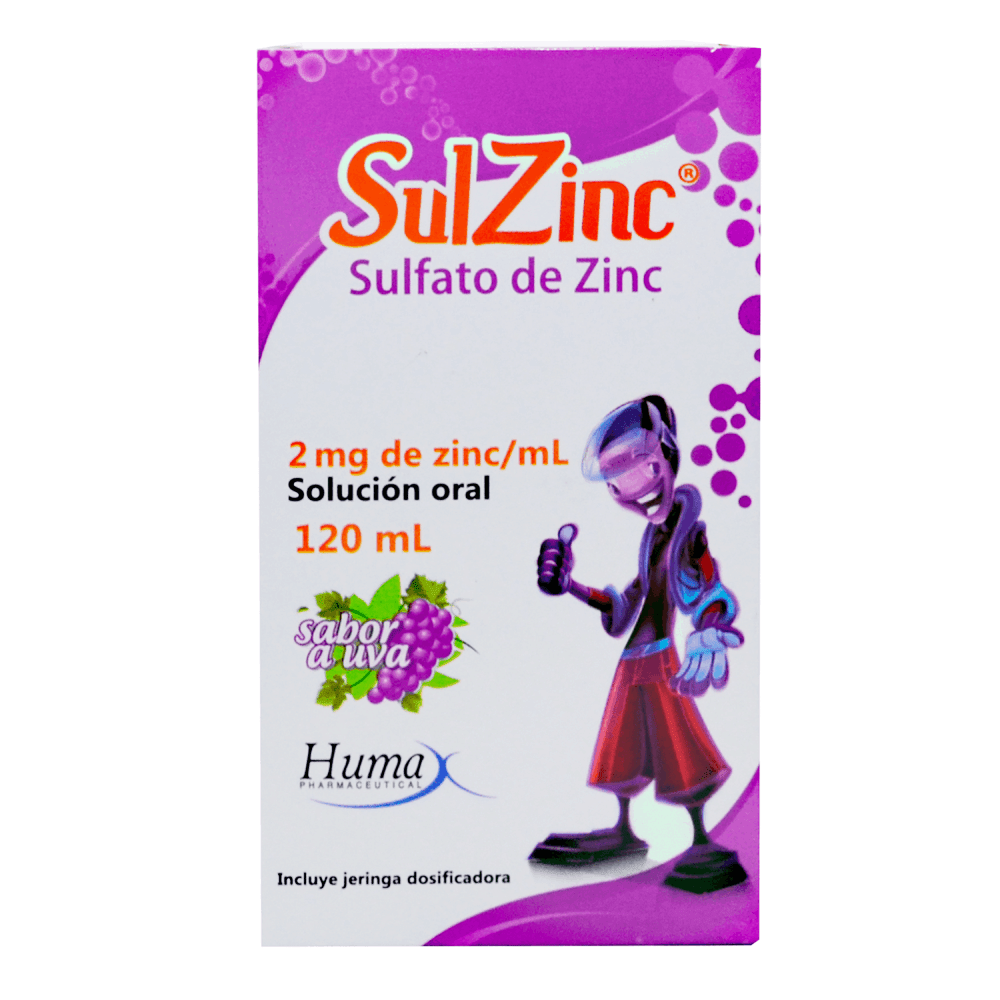 SulZinc®
Sulfato de Zinc
2 mg de zinc/mL
Solución oral
120 mL
sabor
a uva
Humax
PHARMACEUTICAL
Incluye jeringa dosificadora